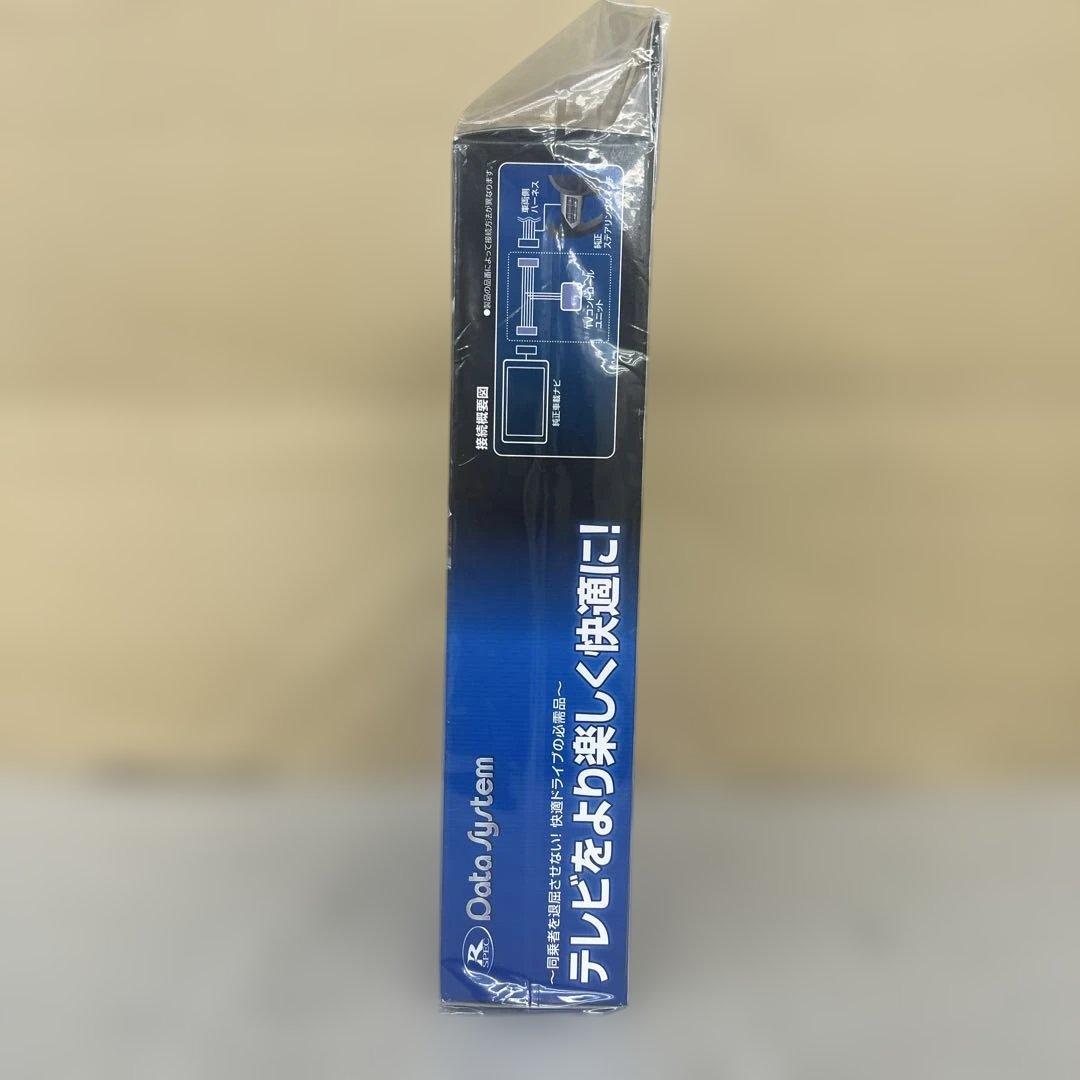 R SPEC Data System
～同乗者を退屈させない! 快適ドライブの必需品～
テレビをより楽しく快適に!
接続概要図
●製品の品番によって接続方法が異なります。
純正車載ナビ
TVコントロール
ユニット
車両側
ハーネス
純正
ステアリングスイッチ